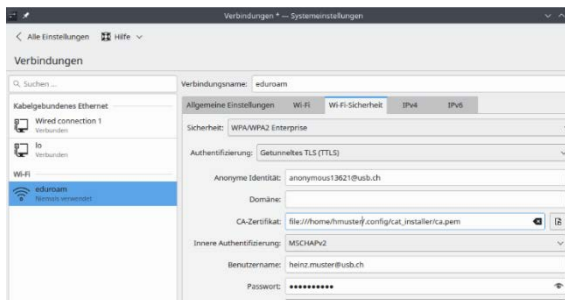 Verbindungen * — Systemeinstellungen
Alle Einstellungen Hilfe
Verbindungen
Suchen ...
Verbindungsname: eduroam
Kabelgebundenes Ethernet
Wired connection 1
Verbunden
lo
Verbunden
Wi-Fi
eduroam
Niemals verwendet
Allgemeine Einstellungen Wi-Fi Wi-Fi-Sicherheit IPv4 IPv6
Sicherheit: WPA/WPA2 Enterprise
Authentifizierung: Getunneltes TLS (TTLS)
Anonyme Identität: anonymous13621@usb.ch
Domäne:
CA-Zertifikat: file:///home/hmuster/.config/cat_installer/ca.pem
Innere Authentifizierung: MSCHAPv2
Benutzername: heinz.muster@usb.ch
Passwort: ••••••••••